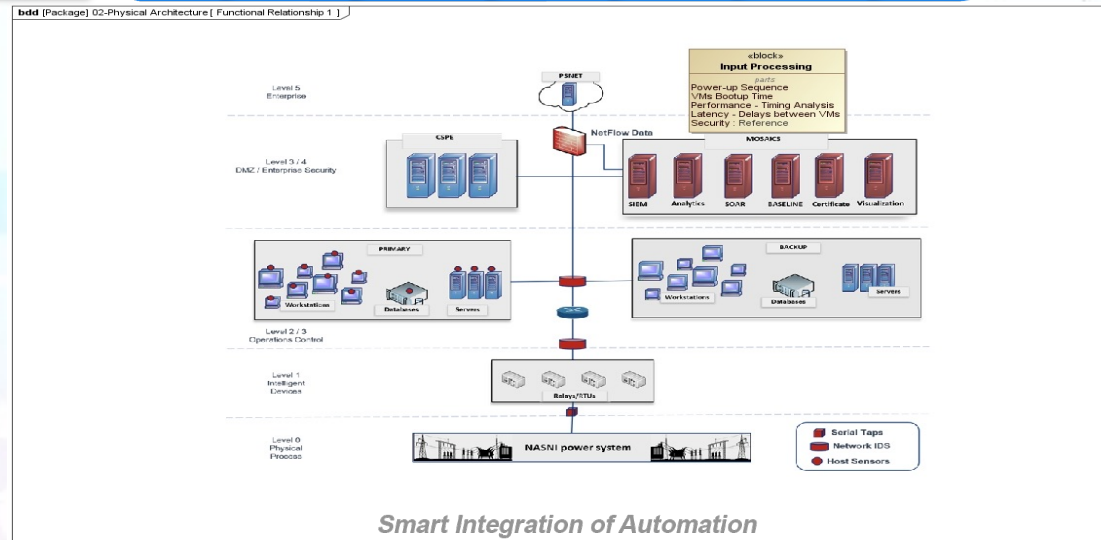 bdd [Package] 02-Physical Architecture [ Functional Relationship 1 ]
«block»
Input Processing
parts
Power-up Sequence
VMs Bootup Time
Performance - Timing Analysis
Latency - Delays between VMs
Security : Reference
PSNET
Level 5
Enterprise
NetFlow Data
CSPE
MOSAICS
Level 3 / 4
DMZ / Enterprise Security
SIEM
Analytics
SOAR
BASELINE
Certificate
Visualization
PRIMARY
BACKUP
Workstations
Databases
Servers
Workstations
Databases
Servers
Level 2 / 3
Operations Control
Level 1
Intelligent
Devices
Relays/RTUs
Level 0
Physical
Process
NASNI power system
Serial Taps
Network IDS
Host Sensors
Smart Integration of Automation